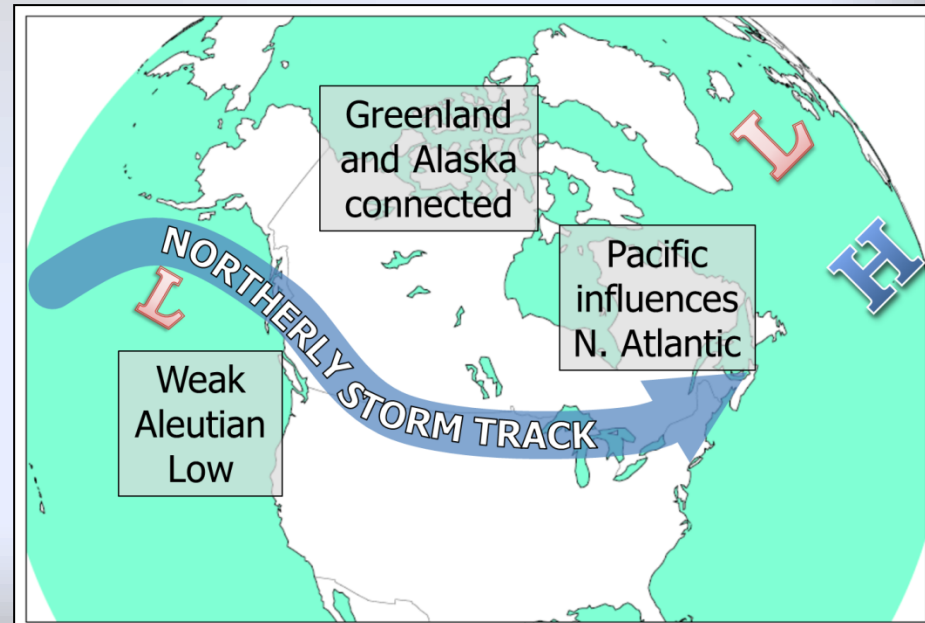 Greenland
and Alaska
connected
L
Pacific
influences
N. Atlantic
H
NORTHERLY STORM TRACK
L
Weak
Aleutian
Low